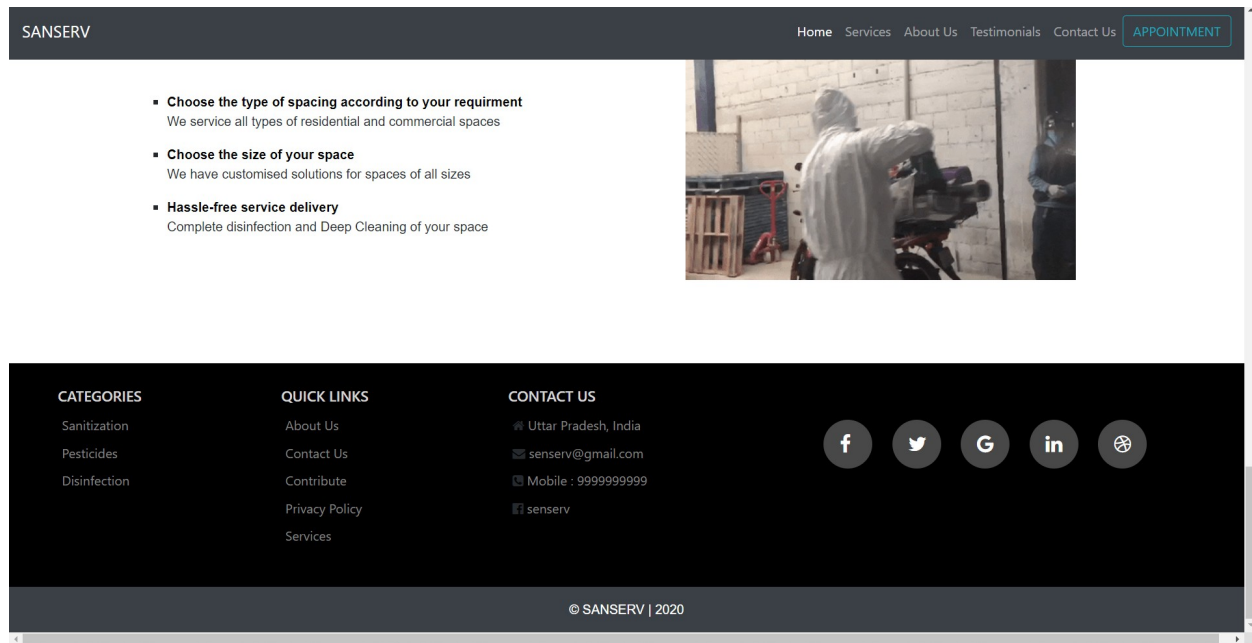 SANSERV
Home Services About Us Testimonials Contact Us APPOINTMENT
Choose the type of spacing according to your requirment
We service all types of residential and commercial spaces
Choose the size of your space
We have customised solutions for spaces of all sizes
Hassle-free service delivery
Complete disinfection and Deep Cleaning of your space
CATEGORIES
Sanitization
Pesticides
Disinfection
QUICK LINKS
About Us
Contact Us
Contribute
Privacy Policy
Services
CONTACT US
Uttar Pradesh, India
senserv@gmail.com
Mobile : 9999999999
senserv
© SANSERV | 2020